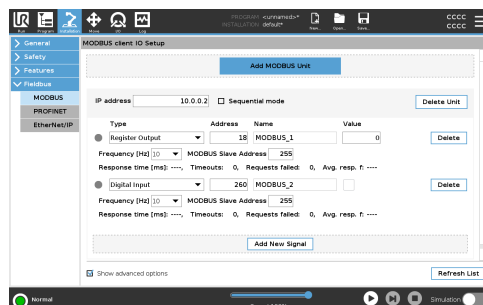 PROGRAM <unnamed>*
INSTALLATION default*
CCCC
CCCC
Run Program Installation Move I/O Log New... Open... Save...
General
MODBUS client IO Setup
Safety
Features
Fieldbus
MODBUS
PROFINET
EtherNet/IP
Add MODBUS Unit
IP address 10.0.0.2 Sequential mode Delete Unit
Type Address Name Value
Register Output 18 MODBUS_1 0 Delete
Frequency [Hz] 10 MODBUS Slave Address 255
Response time [ms]: ----, Timeouts: 0, Requests failed: 0, Avg. resp. f: ----
Digital Input 260 MODBUS_2 Delete
Frequency [Hz] 10 MODBUS Slave Address 255
Response time [ms]: ----, Timeouts: 0, Requests failed: 0, Avg. resp. f: ----
Add New Signal
Show advanced options Refresh List
Normal Simulation